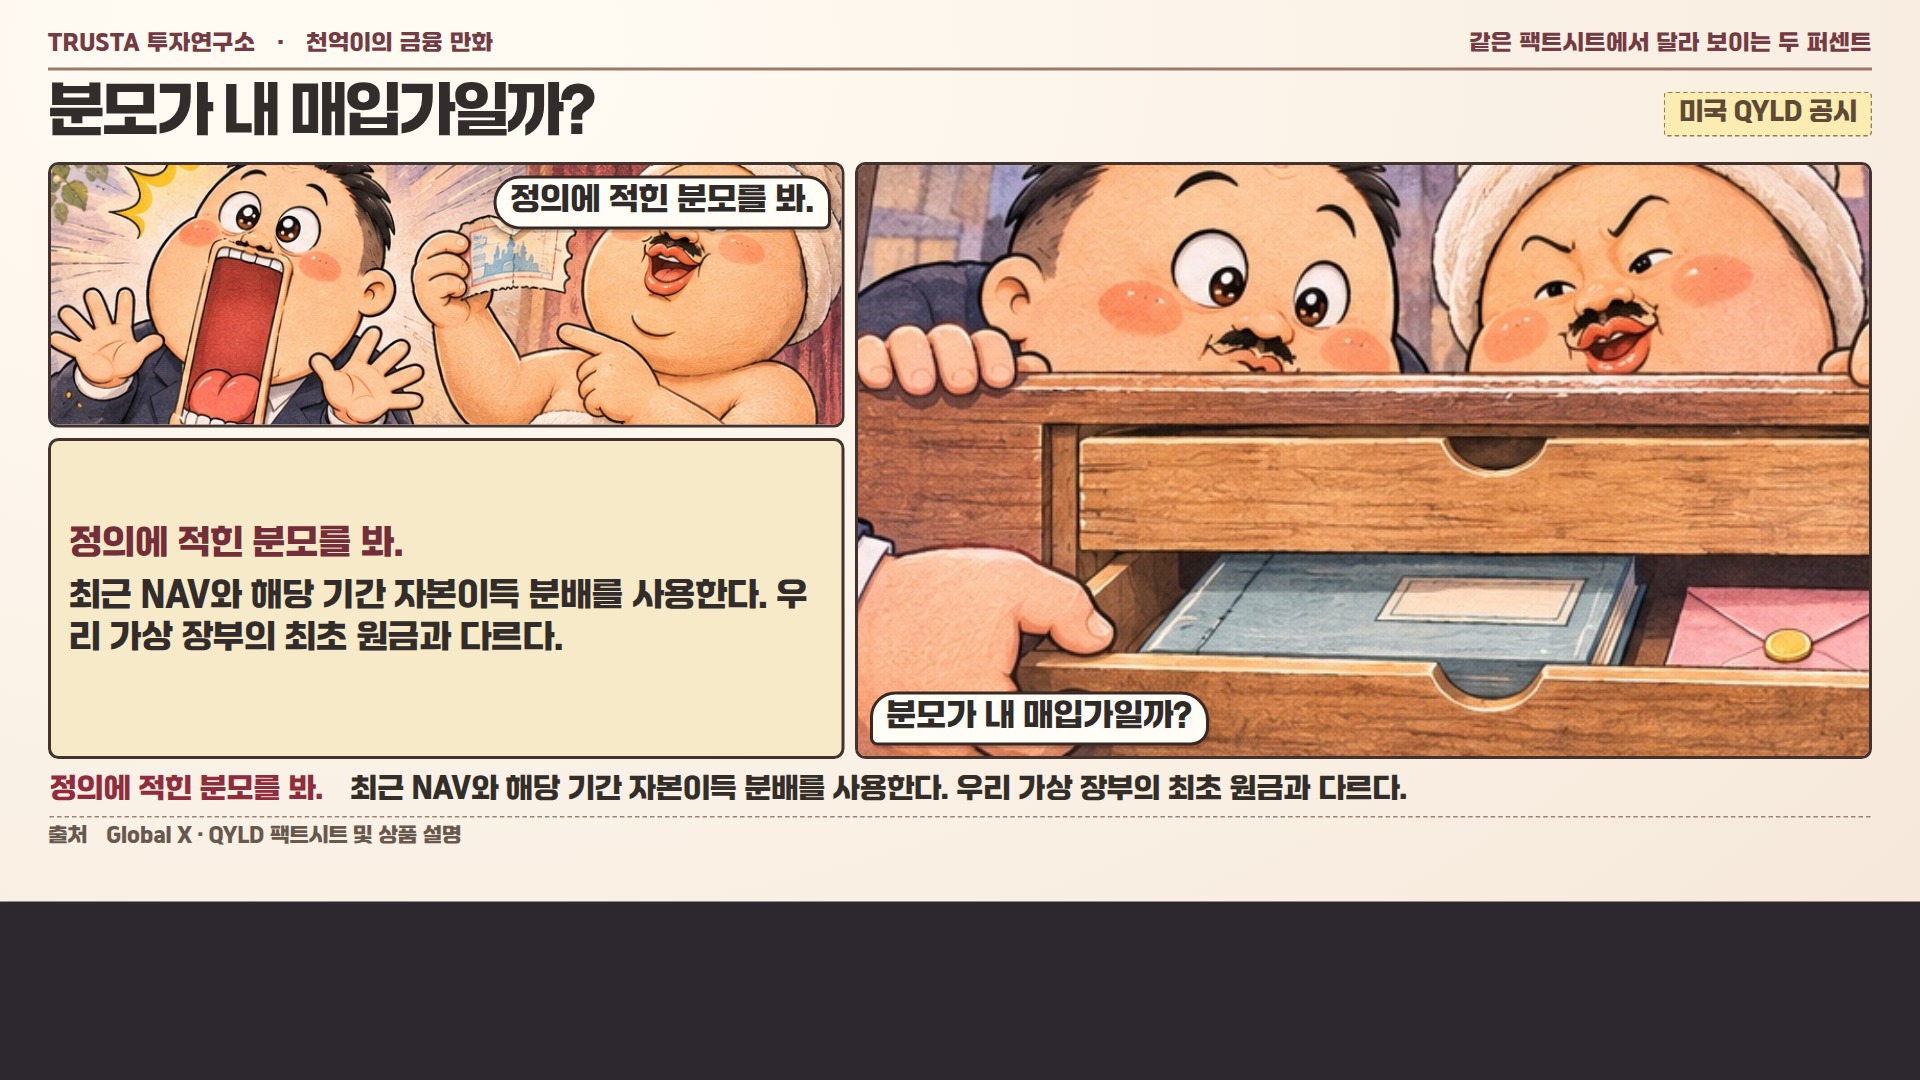 TRUSTA 투자연구소 · 천억이의 금융 만화
같은 팩트시트에서 달라 보이는 두 퍼센트
분모가 내 매입가일까?
미국 QYLD 공시
정의에 적힌 분모를 봐.
정의에 적힌 분모를 봐.
최근 NAV와 해당 기간 자본이득 분배를 사용한다. 우
리 가상 장부의 최초 원금과 다르다.
분모가 내 매입가일까?
정의에 적힌 분모를 봐. 최근 NAV와 해당 기간 자본이득 분배를 사용한다. 우리 가상 장부의 최초 원금과 다르다.
출처 Global X · QYLD 팩트시트 및 상품 설명